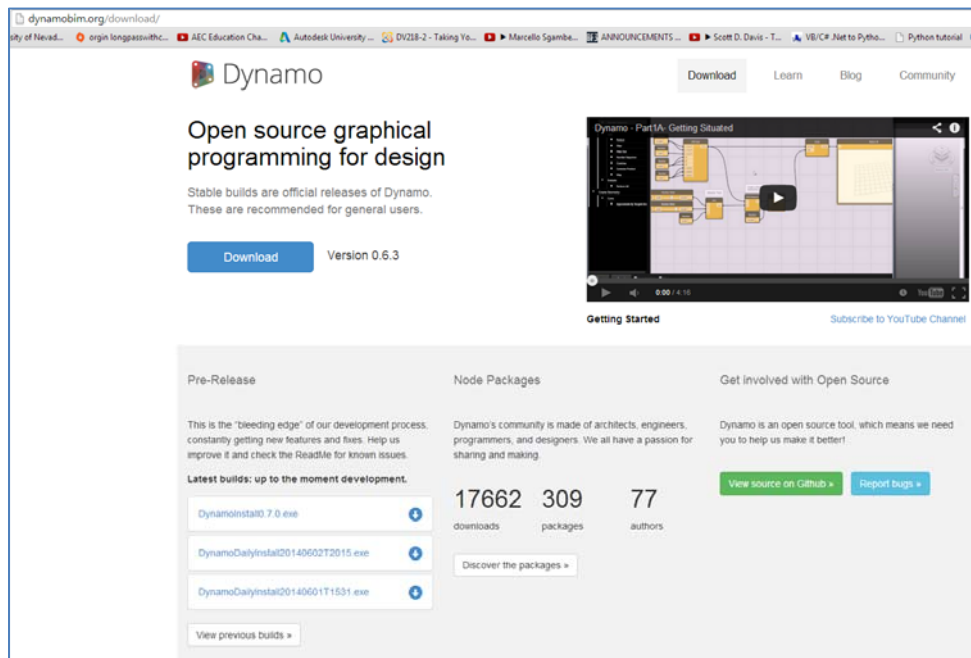 dynamobim.org/download/
sity of Nevad... orgin longpasswithc... AEC Education Cha... Autodesk University ... DV218-2 - Taking Yo... ▶ Marcello Sgambe... ANNOUNCEMENTS ... ▶ Scott D. Davis - T... VB/C# .Net to Pytho... Python tutorial
Dynamo
Download Learn Blog Community
Open source graphical
programming for design
Stable builds are official releases of Dynamo.
These are recommended for general users.
Download Version 0.6.3
Dynamo - Part1A- Getting Situated
0:00 / 4:16 YouTube
Getting Started Subscribe to YouTube Channel
Pre-Release
This is the "bleeding edge" of our development process,
constantly getting new features and fixes. Help us
improve it and check the ReadMe for known issues.
Latest builds: up to the moment development.
DynamoInstall0.7.0.exe
DynamoDailyInstall20140602T2015.exe
DynamoDailyInstall20140601T1531.exe
View previous builds »
Node Packages
Dynamo's community is made of architects, engineers,
programmers, and designers. We all have a passion for
sharing and making.
17662 309 77
downloads packages authors
Discover the packages »
Get involved with Open Source
Dynamo is an open source tool, which means we need
you to help us make it better!
View source on Github » Report bugs »